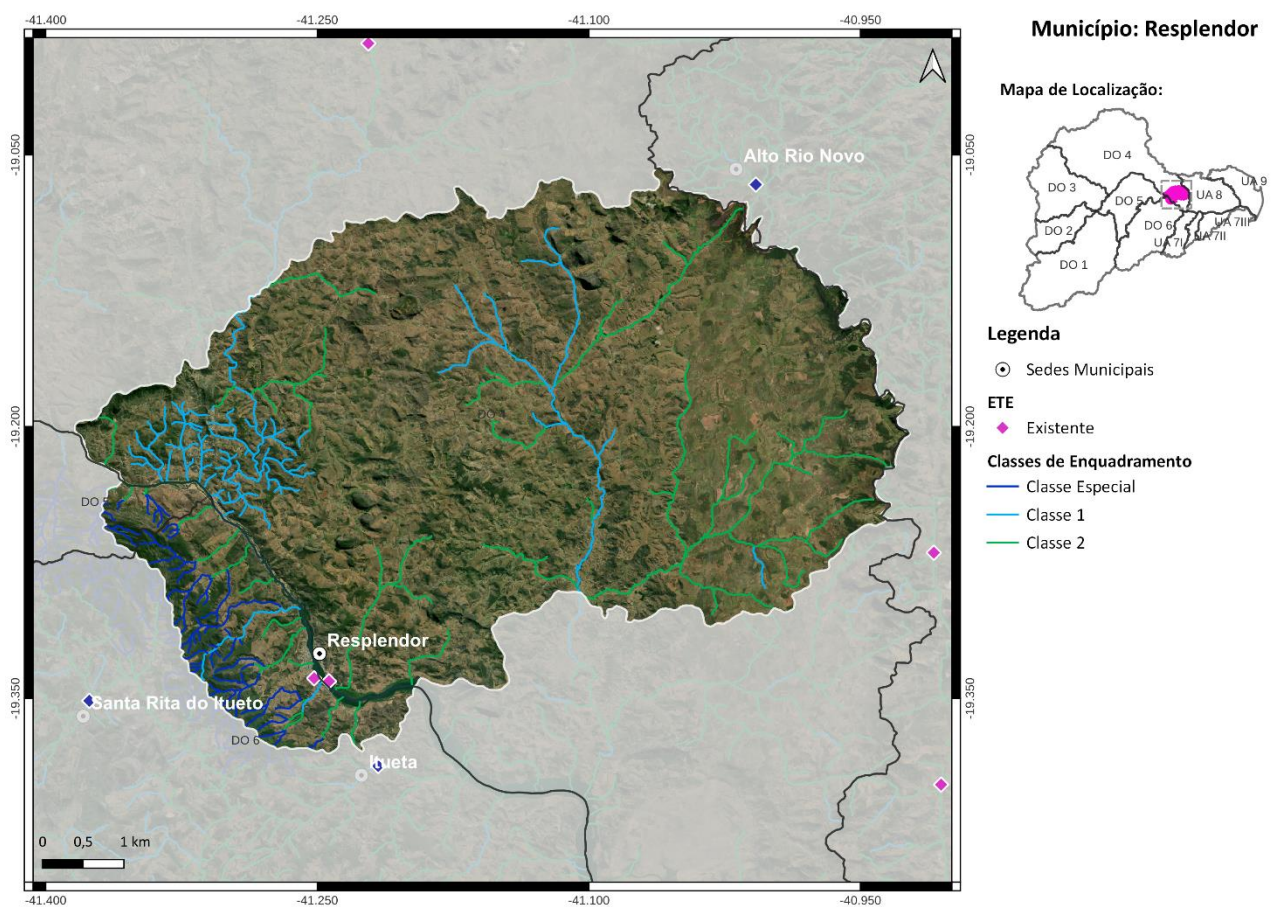 -41.400
-41.250
-41.100
-40.950
Município: Resplendor
Mapa de Localização:
DO 4
DO 3
DO 5
UA 8
UA 9
DO 2
DO 6
UA 7III
UA 7I
UA 7II
DO 1
-19.050
-19.050
Alto Rio Novo
Legenda
Sedes Municipais
ETE
Existente
Classes de Enquadramento
Classe Especial
Classe 1
Classe 2
-19.200
-19.200
DO
DO 5
Resplendor
-19.350
-19.350
Santa Rita do Itueto
DO 6
Itueta
0 0,5 1 km
-41.400
-41.250
-41.100
-40.950